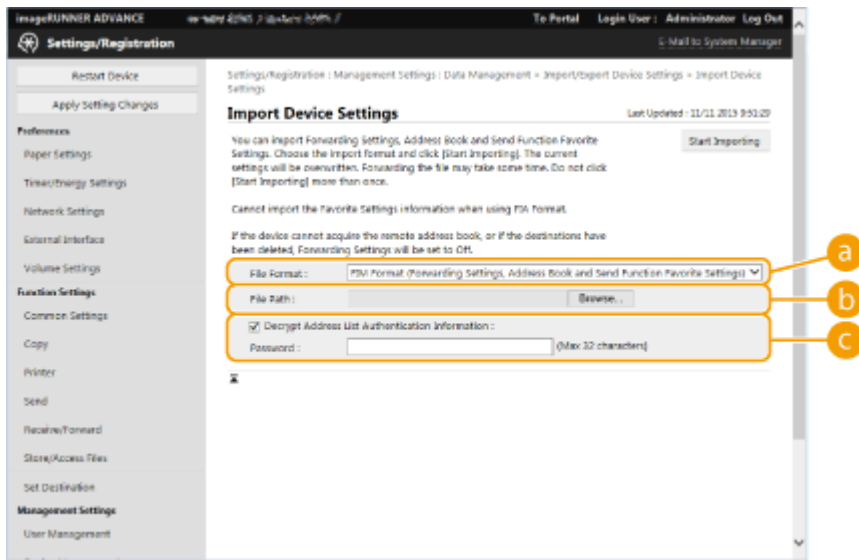 imageRUNNER ADVANCE
To Portal Login User : Administrator Log Out
Settings/Registration
E-Mail to System Manager
Restart Device
Apply Setting Changes
Preferences
Paper Settings
Timer/Energy Settings
Network Settings
External Interface
Volume Settings
Function Settings
Common Settings
Copy
Printer
Send
Receive/Forward
Store/Access Files
Set Destination
Management Settings
User Management
Settings/Registration : Management Settings : Data Management > Import/Export Device Settings > Import Device
Settings
Import Device Settings
Last Updated : 11/11 2015 9:51:29
You can import Forwarding Settings, Address Book and Send Function Favorite
Settings. Choose the import format and click [Start Importing]. The current
settings will be overwritten. Forwarding the file may take some time. Do not click
[Start Importing] more than once.
Start Importing
Cannot import the Favorite Settings information when using FIA Format.
If the device cannot acquire the remote address book, or if the destinations have
been deleted, Forwarding Settings will be set to Off.
File Format : FIM Format (Forwarding Settings, Address Book and Send Function Favorite Settings)
a
File Path : Browse...
b
Decrypt Address List Authentication Information :
Password : (Max 32 characters)
c